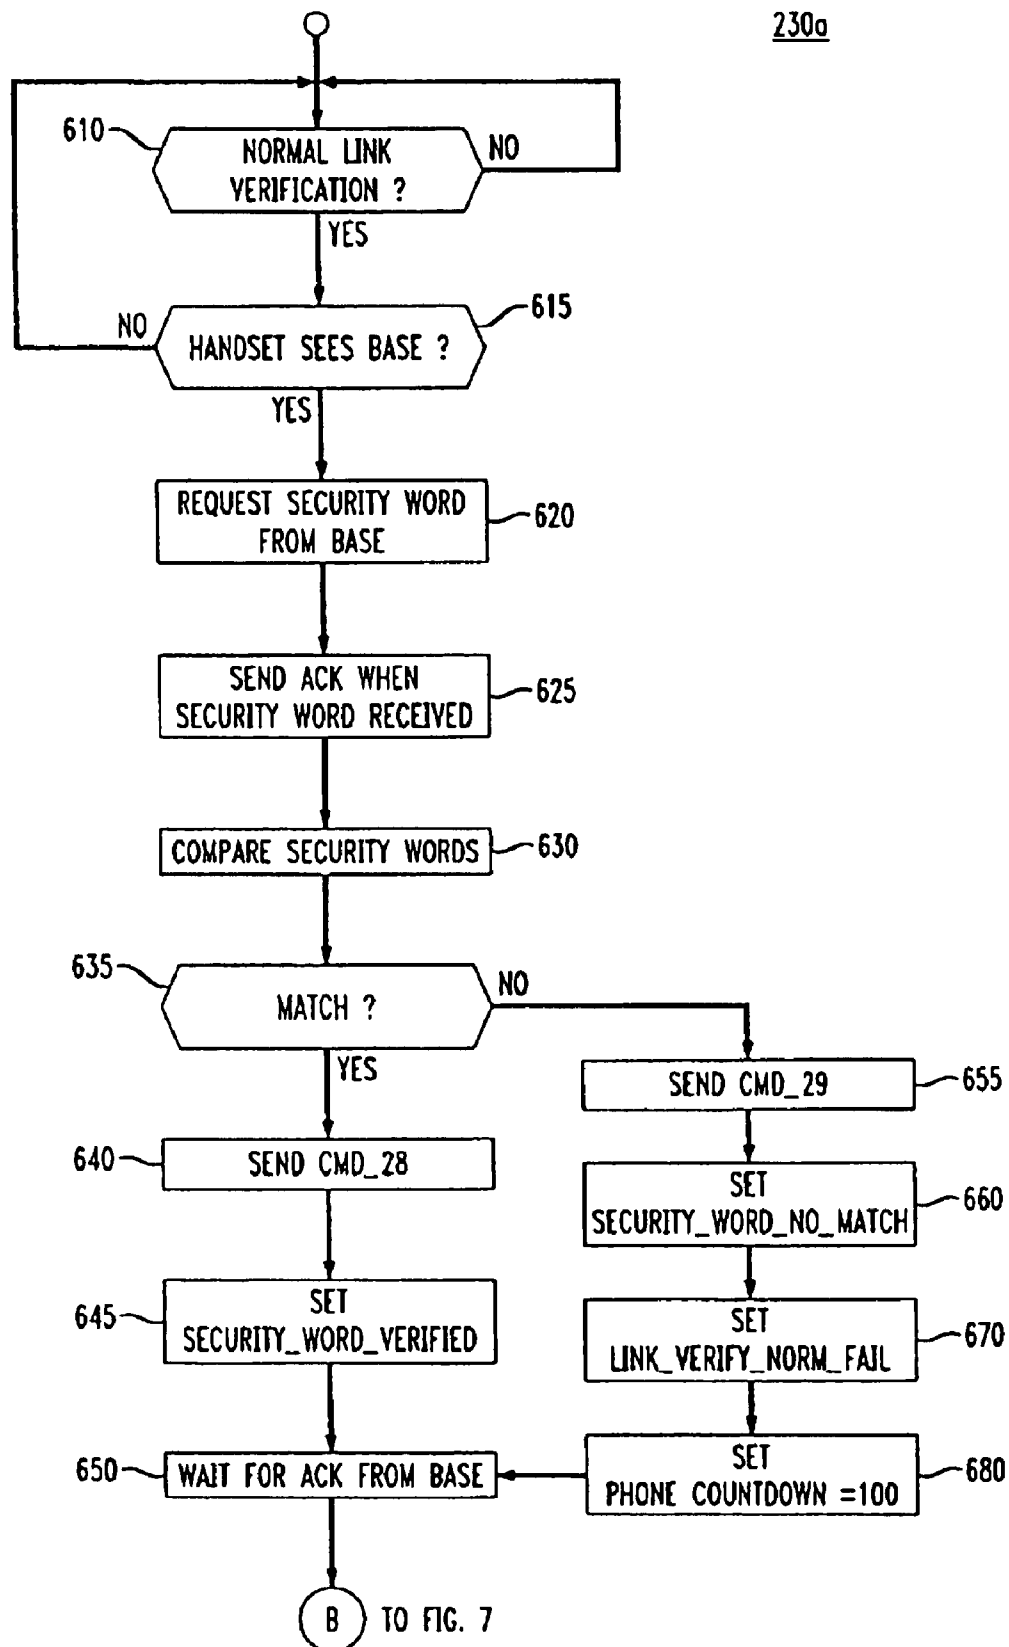 230a
610
NORMAL LINK
VERIFICATION ?
NO
YES
615
NO
HANDSET SEES BASE ?
YES
REQUEST SECURITY WORD
FROM BASE
620
SEND ACK WHEN
SECURITY WORD RECEIVED
625
COMPARE SECURITY WORDS
630
635
MATCH ?
NO
YES
SEND CMD_29
655
640
SEND CMD_28
SET
SECURITY_WORD_NO_MATCH
660
645
SET
SECURITY_WORD_VERIFIED
SET
LINK_VERIFY_NORM_FAIL
670
650
WAIT FOR ACK FROM BASE
SET
PHONE COUNTDOWN =100
680
B
TO FIG. 7